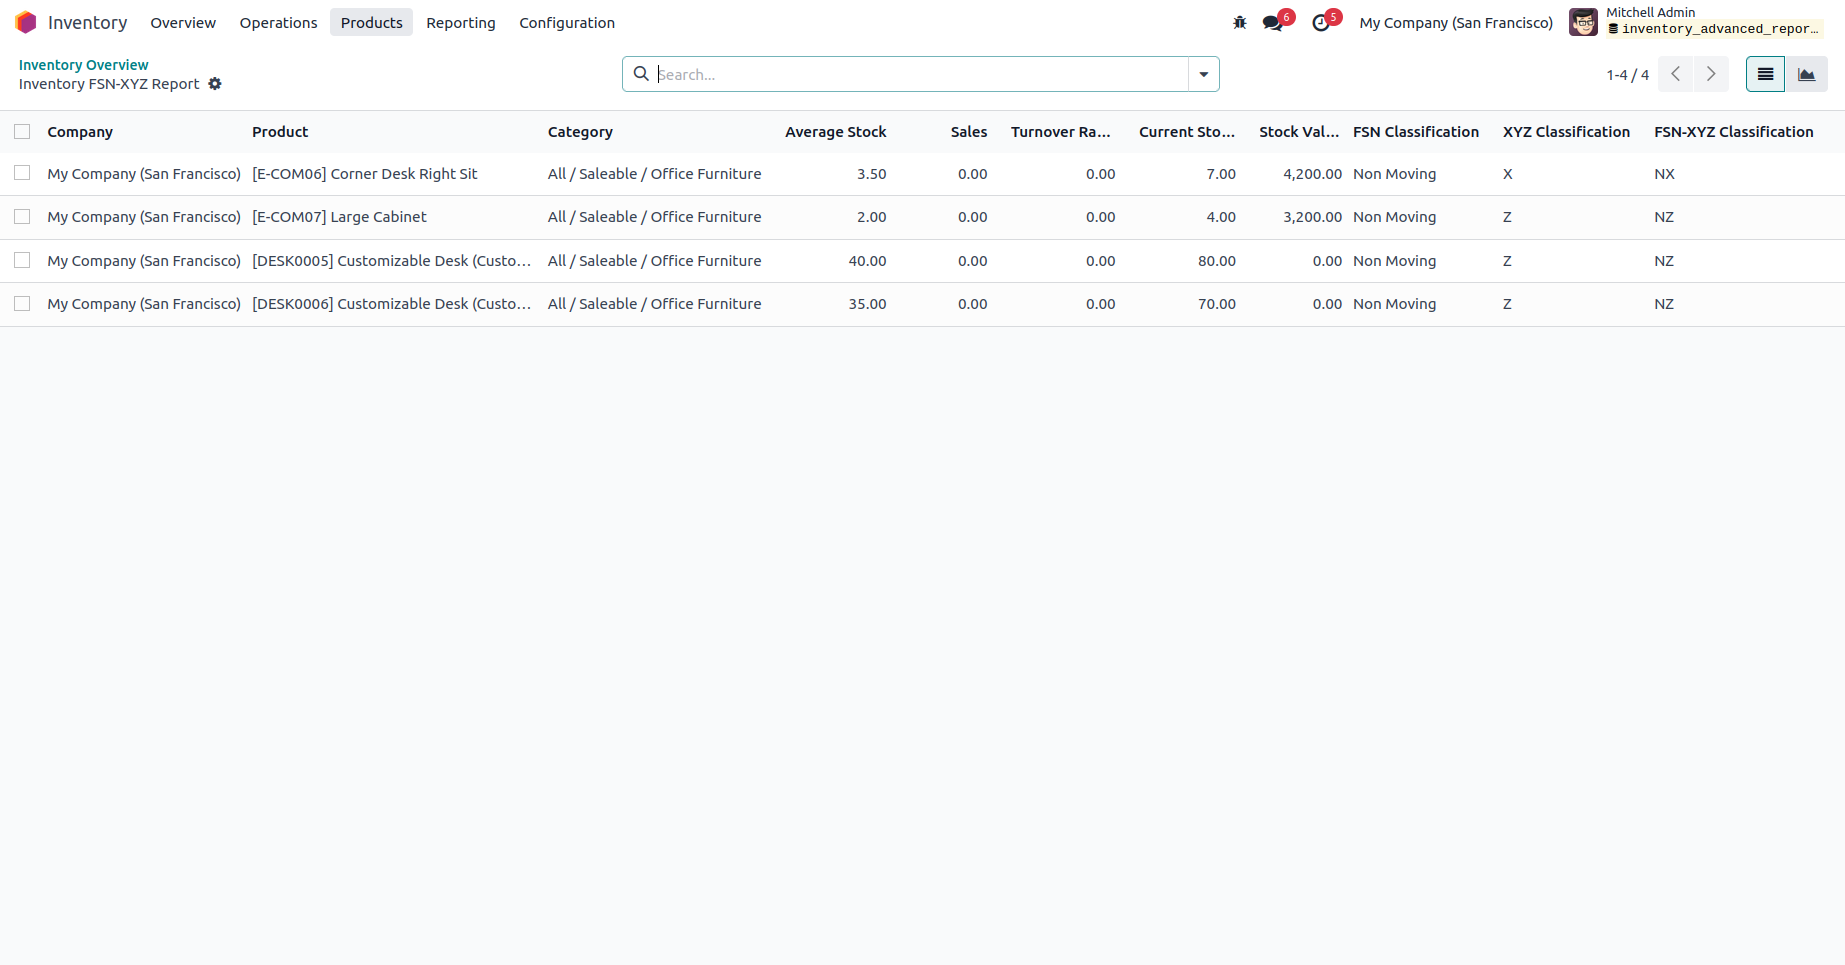 Inventory Overview Operations Products Reporting Configuration 6 5 My Company (San Francisco) Mitchell Admin
inventory_advanced_repor...
Inventory Overview
Inventory FSN-XYZ Report
Search...
1-4 / 4
Company Product Category Average Stock Sales Turnover Ra... Current Sto... Stock Val... FSN Classification XYZ Classification FSN-XYZ Classification
My Company (San Francisco) [E-COM06] Corner Desk Right Sit All / Saleable / Office Furniture 3.50 0.00 0.00 7.00 4,200.00 Non Moving X NX
My Company (San Francisco) [E-COM07] Large Cabinet All / Saleable / Office Furniture 2.00 0.00 0.00 4.00 3,200.00 Non Moving Z NZ
My Company (San Francisco) [DESK0005] Customizable Desk (Custo... All / Saleable / Office Furniture 40.00 0.00 0.00 80.00 0.00 Non Moving Z NZ
My Company (San Francisco) [DESK0006] Customizable Desk (Custo... All / Saleable / Office Furniture 35.00 0.00 0.00 70.00 0.00 Non Moving Z NZ